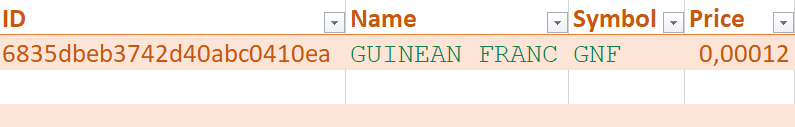 ID Name Symbol Price
6835dbeb3742d40abc0410ea GUINEAN FRANC GNF 0,00012